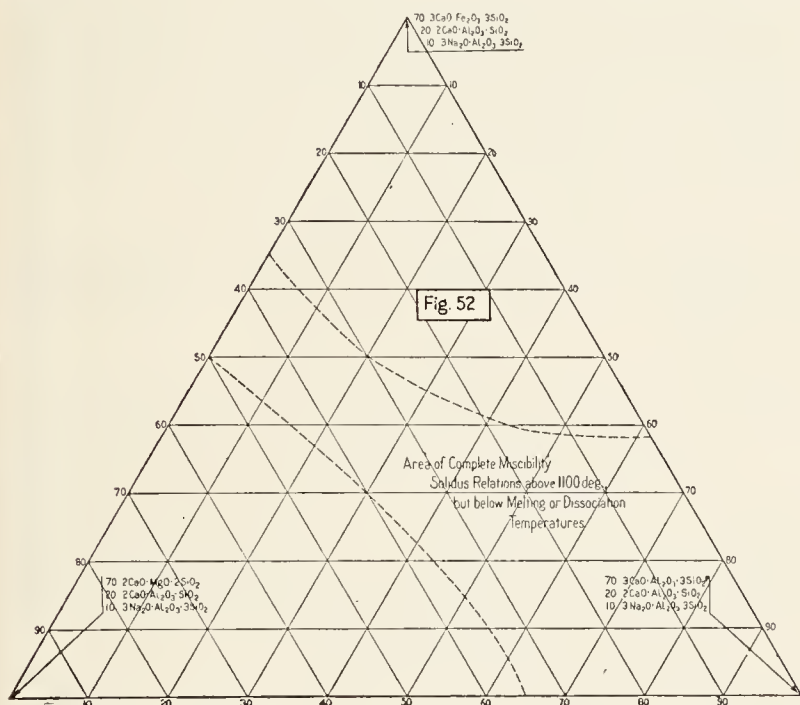 70 3CaO Fe₂O₃ 3SiO₂
20 2CaO·Al₂O₃·SiO₂
10 3Na₂O·Al₂O₃ 3SiO₂
10 10
20 20
30 30
40 40
Fig. 52
50 50
60 60
Area of Complete Miscibility
Solidus Relations above 1100 deg.,
70 70
but below Melting or Dissociation
Temperatures
80 80
70 2CaO·MgO·2SiO₂ 70 3CaO·Al₂O₃·3SiO₂
20 2CaO·Al₂O₃·SiO₂ 20 2CaO·Al₂O₃·SiO₂
10 3Na₂O·Al₂O₃·3SiO₂ 10 3Na₂O·Al₂O₃ 3SiO₂
90 90
10 20 30 40 50 60 70 80 90